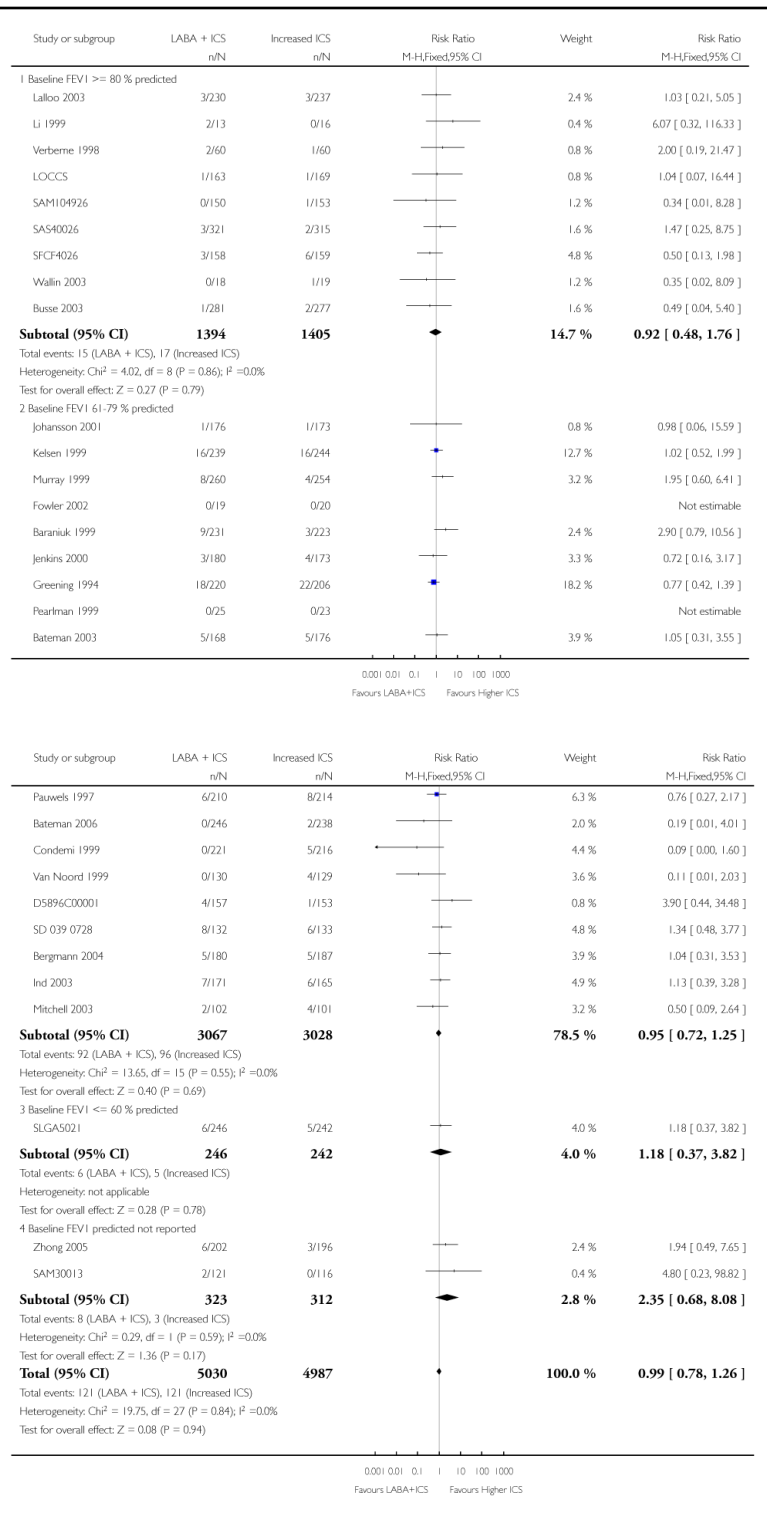 Study or subgroup LABA + ICS Increased ICS Risk Ratio Weight Risk Ratio
n/N n/N M-H,Fixed,95% CI M-H,Fixed,95% CI
1 Baseline FEV1 >= 80 % predicted
Lalloo 2003 3/230 3/237 2.4 % 1.03 [ 0.21, 5.05 ]
Li 1999 2/13 0/16 0.4 % 6.07 [ 0.32, 116.33 ]
Verberne 1998 2/60 1/60 0.8 % 2.00 [ 0.19, 21.47 ]
LOCCS 1/163 1/169 0.8 % 1.04 [ 0.07, 16.44 ]
SAM104926 0/150 1/153 1.2 % 0.34 [ 0.01, 8.28 ]
SAS40026 3/321 2/315 1.6 % 1.47 [ 0.25, 8.75 ]
SFCF4026 3/158 6/159 4.8 % 0.50 [ 0.13, 1.98 ]
Wallin 2003 0/18 1/19 1.2 % 0.35 [ 0.02, 8.09 ]
Busse 2003 1/281 2/277 1.6 % 0.49 [ 0.04, 5.40 ]
Subtotal (95% CI) 1394 1405 14.7 % 0.92 [ 0.48, 1.76 ]
Total events: 15 (LABA + ICS), 17 (Increased ICS)
Heterogeneity: Chi² = 4.02, df = 8 (P = 0.86); I² =0.0%
Test for overall effect: Z = 0.27 (P = 0.79)
2 Baseline FEV1 61-79 % predicted
Johansson 2001 1/176 1/173 0.8 % 0.98 [ 0.06, 15.59 ]
Kelsen 1999 16/239 16/244 12.7 % 1.02 [ 0.52, 1.99 ]
Murray 1999 8/260 4/254 3.2 % 1.95 [ 0.60, 6.41 ]
Fowler 2002 0/19 0/20 Not estimable
Baraniuk 1999 9/231 3/223 2.4 % 2.90 [ 0.79, 10.56 ]
Jenkins 2000 3/180 4/173 3.3 % 0.72 [ 0.16, 3.17 ]
Greening 1994 18/220 22/206 18.2 % 0.77 [ 0.42, 1.39 ]
Pearlman 1999 0/25 0/23 Not estimable
Bateman 2003 5/168 5/176 3.9 % 1.05 [ 0.31, 3.55 ]
0.001 0.01 0.1 1 10 100 1000
Favours LABA+ICS Favours Higher ICS
Study or subgroup LABA + ICS Increased ICS Risk Ratio Weight Risk Ratio
n/N n/N M-H,Fixed,95% CI M-H,Fixed,95% CI
Pauwels 1997 6/210 8/214 6.3 % 0.76 [ 0.27, 2.17 ]
Bateman 2006 0/246 2/238 2.0 % 0.19 [ 0.01, 4.01 ]
Condemi 1999 0/221 5/216 4.4 % 0.09 [ 0.00, 1.60 ]
Van Noord 1999 0/130 4/129 3.6 % 0.11 [ 0.01, 2.03 ]
D5896C00001 4/157 1/153 0.8 % 3.90 [ 0.44, 34.48 ]
SD 039 0728 8/132 6/133 4.8 % 1.34 [ 0.48, 3.77 ]
Bergmann 2004 5/180 5/187 3.9 % 1.04 [ 0.31, 3.53 ]
Ind 2003 7/171 6/165 4.9 % 1.13 [ 0.39, 3.28 ]
Mitchell 2003 2/102 4/101 3.2 % 0.50 [ 0.09, 2.64 ]
Subtotal (95% CI) 3067 3028 78.5 % 0.95 [ 0.72, 1.25 ]
Total events: 92 (LABA + ICS), 96 (Increased ICS)
Heterogeneity: Chi² = 13.65, df = 15 (P = 0.55); I² =0.0%
Test for overall effect: Z = 0.40 (P = 0.69)
3 Baseline FEV1 <= 60 % predicted
SLGA5021 6/246 5/242 4.0 % 1.18 [ 0.37, 3.82 ]
Subtotal (95% CI) 246 242 4.0 % 1.18 [ 0.37, 3.82 ]
Total events: 6 (LABA + ICS), 5 (Increased ICS)
Heterogeneity: not applicable
Test for overall effect: Z = 0.28 (P = 0.78)
4 Baseline FEV1 predicted not reported
Zhong 2005 6/202 3/196 2.4 % 1.94 [ 0.49, 7.65 ]
SAM30013 2/121 0/116 0.4 % 4.80 [ 0.23, 98.82 ]
Subtotal (95% CI) 323 312 2.8 % 2.35 [ 0.68, 8.08 ]
Total events: 8 (LABA + ICS), 3 (Increased ICS)
Heterogeneity: Chi² = 0.29, df = 1 (P = 0.59); I² =0.0%
Test for overall effect: Z = 1.36 (P = 0.17)
Total (95% CI) 5030 4987 100.0 % 0.99 [ 0.78, 1.26 ]
Total events: 121 (LABA + ICS), 121 (Increased ICS)
Heterogeneity: Chi² = 19.75, df = 27 (P = 0.84); I² =0.0%
Test for overall effect: Z = 0.08 (P = 0.94)
0.001 0.01 0.1 1 10 100 1000
Favours LABA+ICS Favours Higher ICS